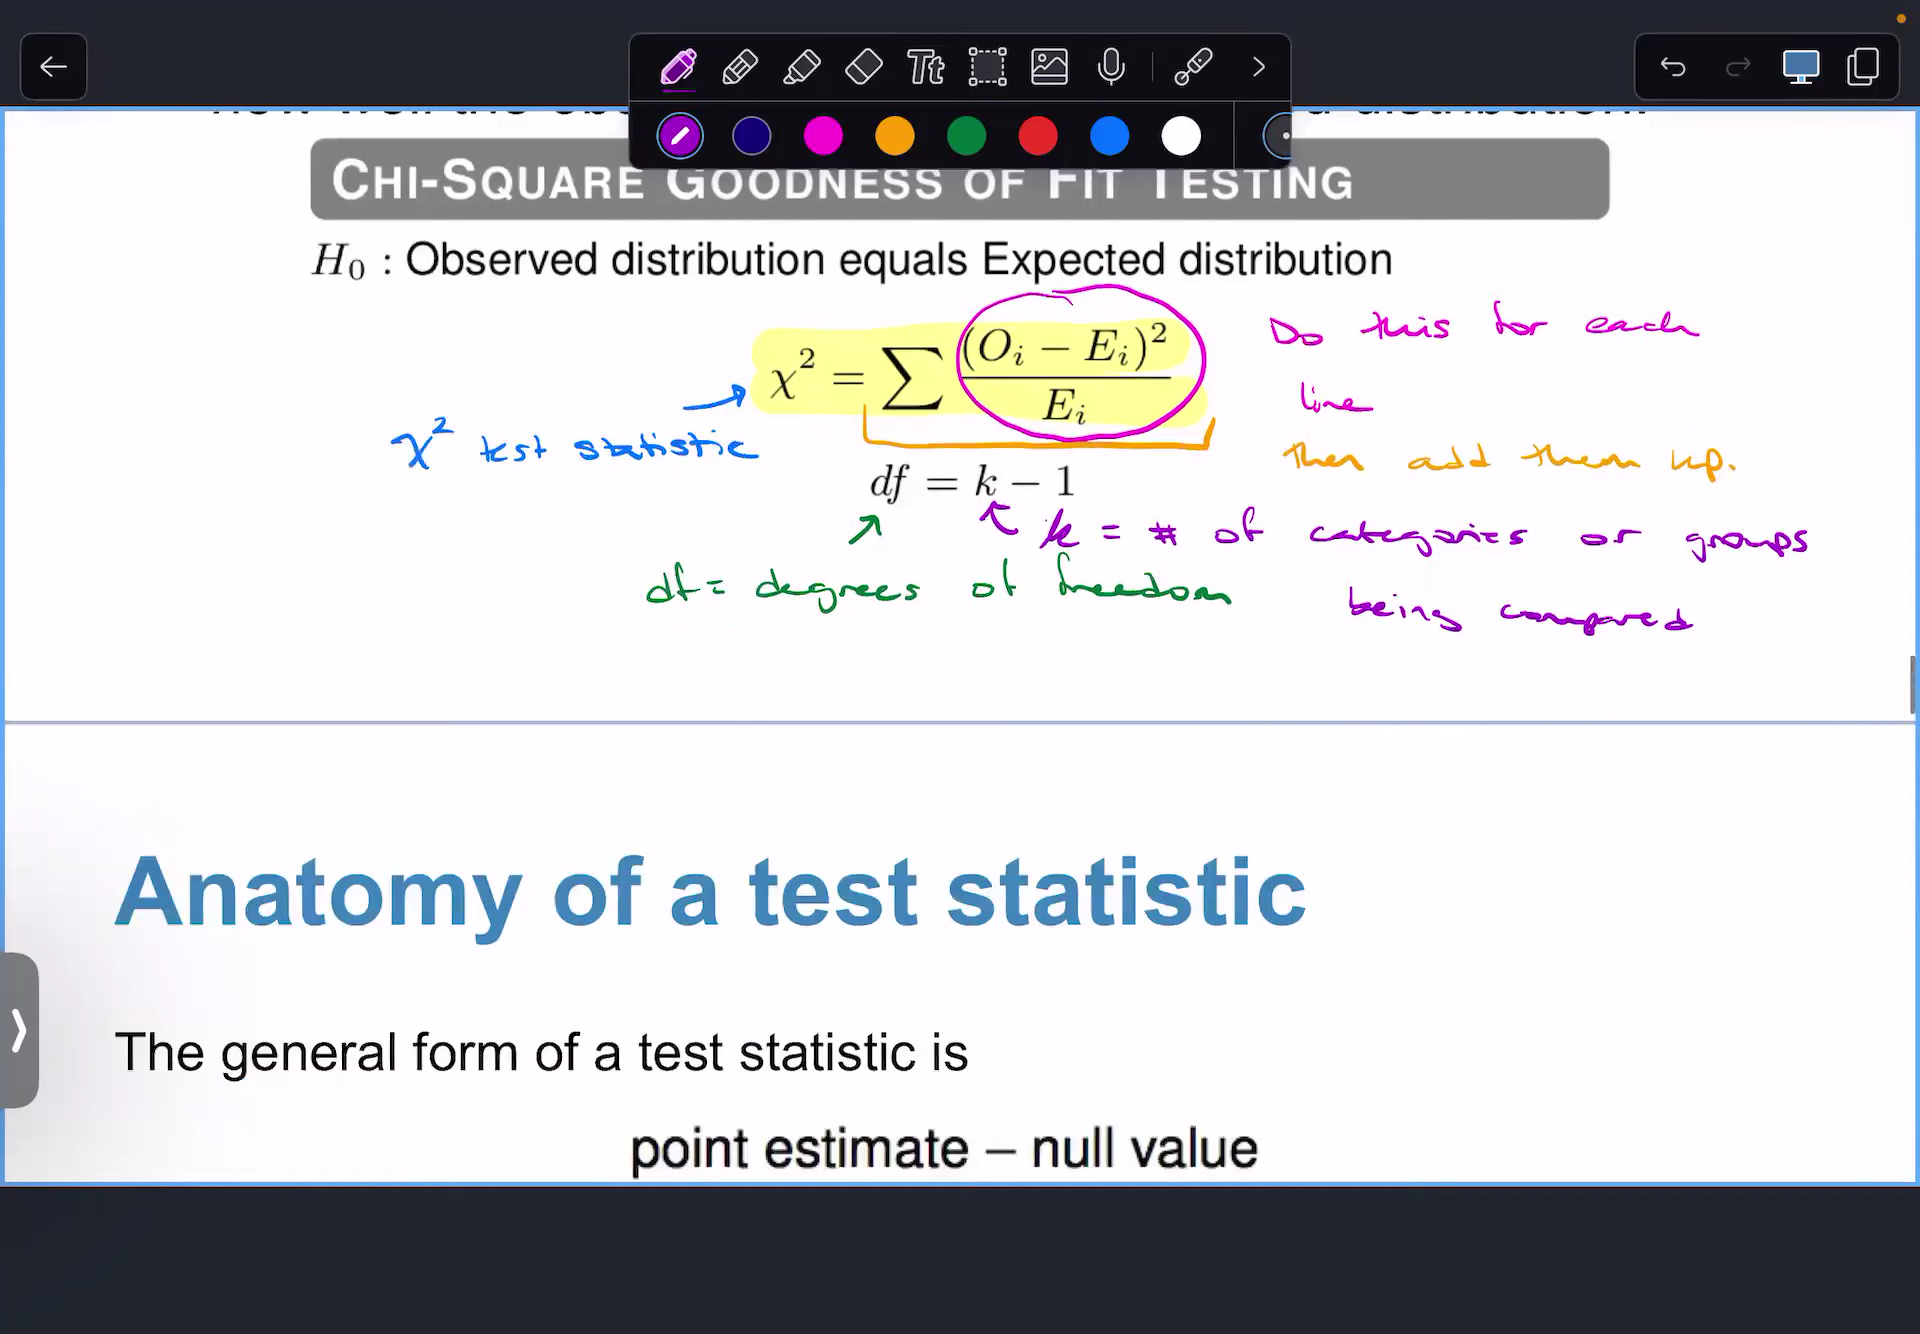 Tt
CHI-SQUARE GOODNESS OF FIT TESTING
H₀ : Observed distribution equals Expected distribution
χ² = ∑ (Oᵢ − Eᵢ)² / Eᵢ
Do this for each
line
then add them up.
χ² test statistic
df = k − 1
k = # of categories or groups
being compared
df = degrees of freedom
Anatomy of a test statistic
The general form of a test statistic is
point estimate – null value